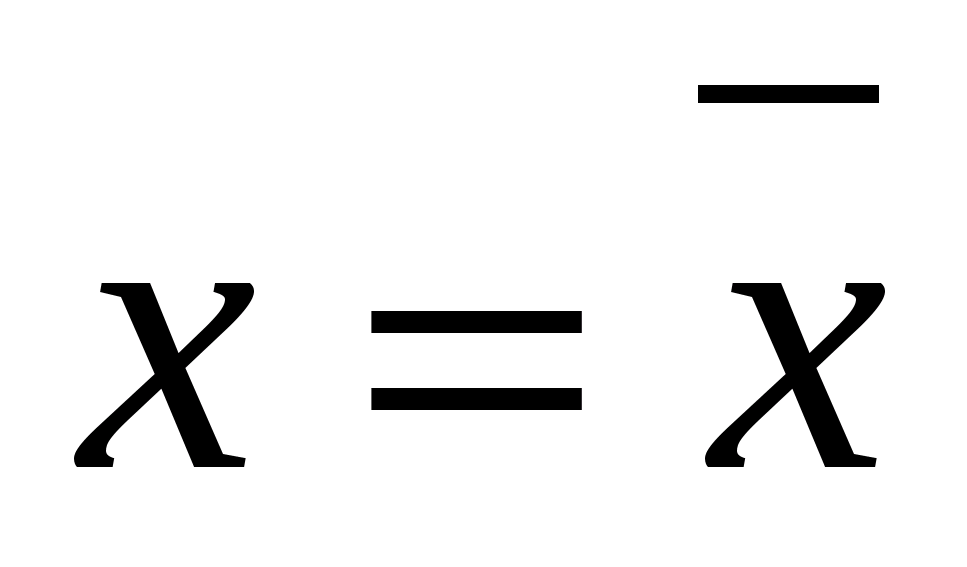 x = x̄